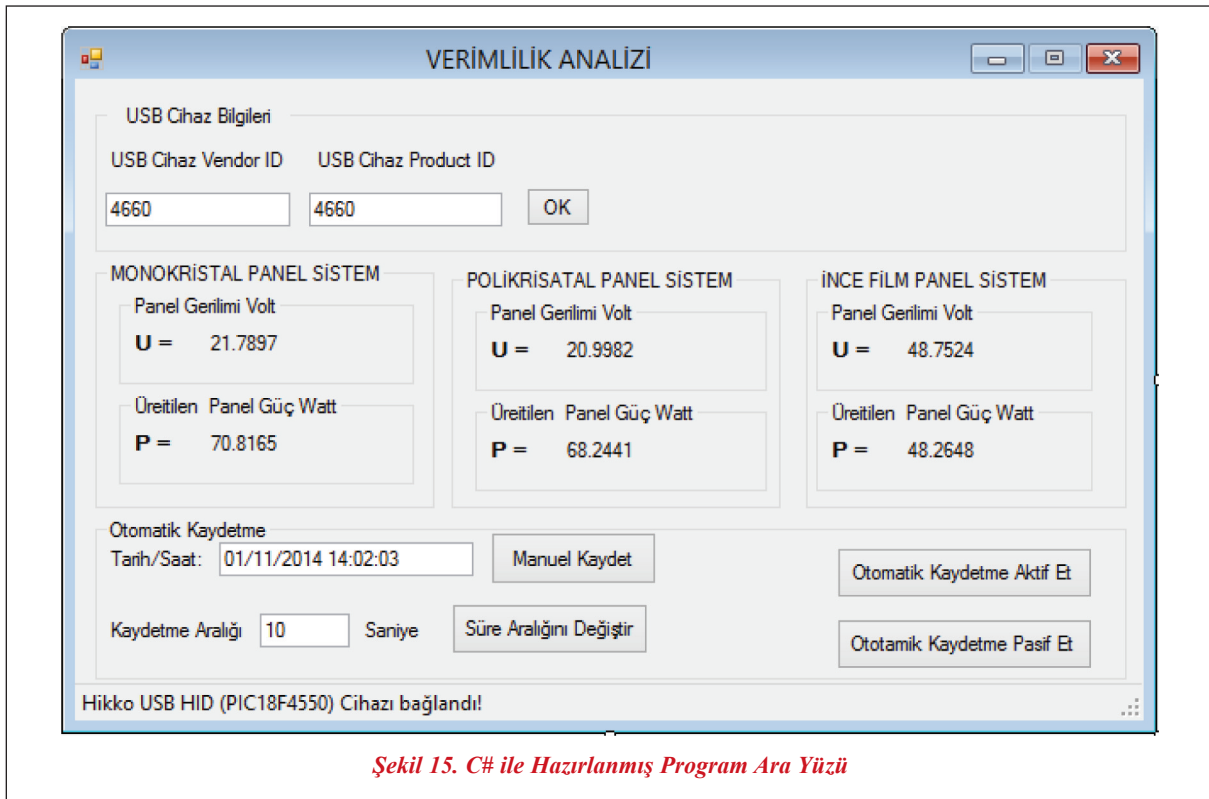 VERİMLİLİK ANALİZİ
USB Cihaz Bilgileri
USB Cihaz Vendor ID USB Cihaz Product ID
4660 4660 OK
MONOKRİSTAL PANEL SİSTEM
Panel Gerilimi Volt
U = 21.7897
Üreitilen Panel Güç Watt
P = 70.8165
POLİKRİSATAL PANEL SİSTEM
Panel Gerilimi Volt
U = 20.9982
Üreitilen Panel Güç Watt
P = 68.2441
İNCE FİLM PANEL SİSTEM
Panel Gerilimi Volt
U = 48.7524
Üreitilen Panel Güç Watt
P = 48.2648
Otomatik Kaydetme
Tarih/Saat: 01/11/2014 14:02:03 Manuel Kaydet
Otomatik Kaydetme Aktif Et
Kaydetme Aralığı 10 Saniye Süre Aralığını Değiştir
Ototamik Kaydetme Pasif Et
Hikko USB HID (PIC18F4550) Cihazı bağlandı!
Şekil 15. C# ile Hazırlanmış Program Ara Yüzü